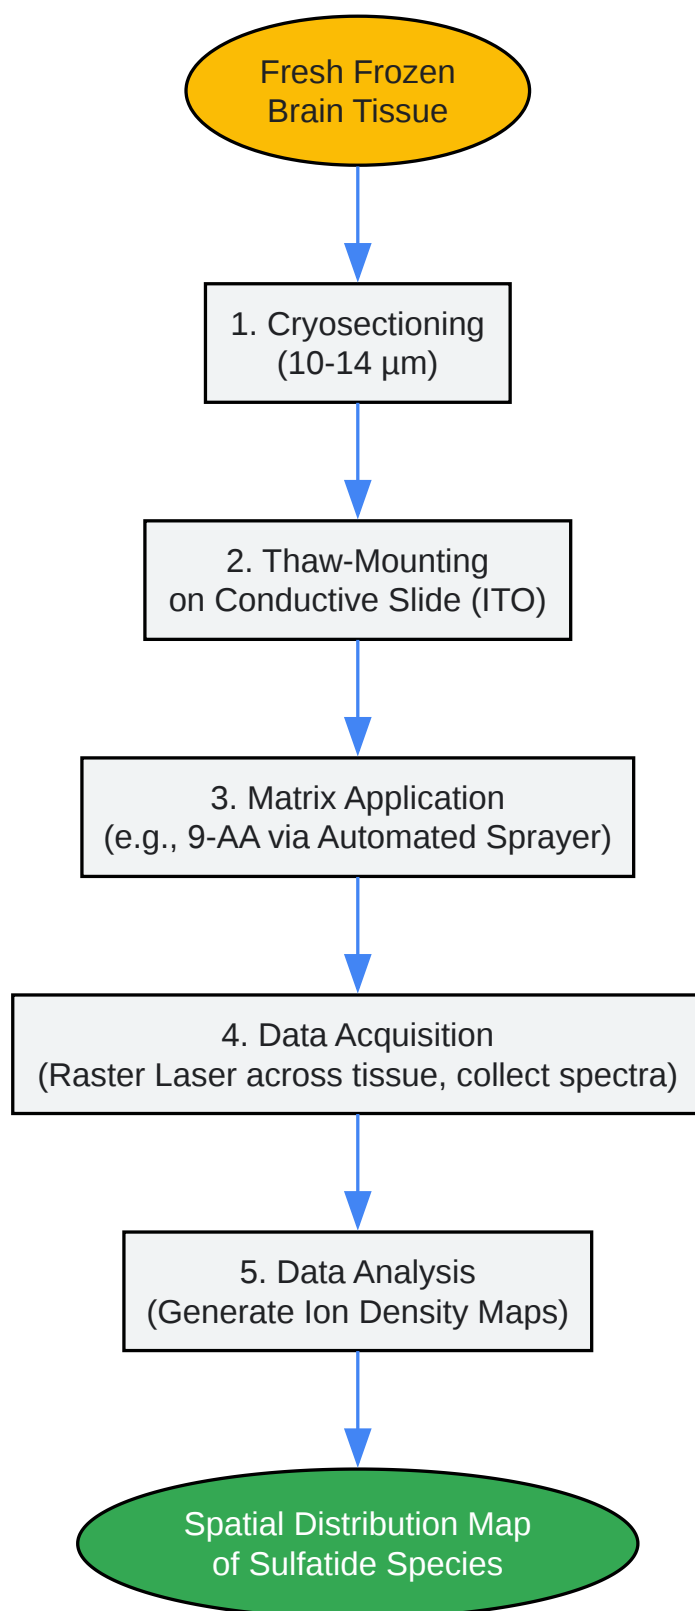 Fresh Frozen
Brain Tissue
1. Cryosectioning
(10-14 µm)
2. Thaw-Mounting
on Conductive Slide (ITO)
3. Matrix Application
(e.g., 9-AA via Automated Sprayer)
4. Data Acquisition
(Raster Laser across tissue, collect spectra)
5. Data Analysis
(Generate Ion Density Maps)
Spatial Distribution Map
of Sulfatide Species